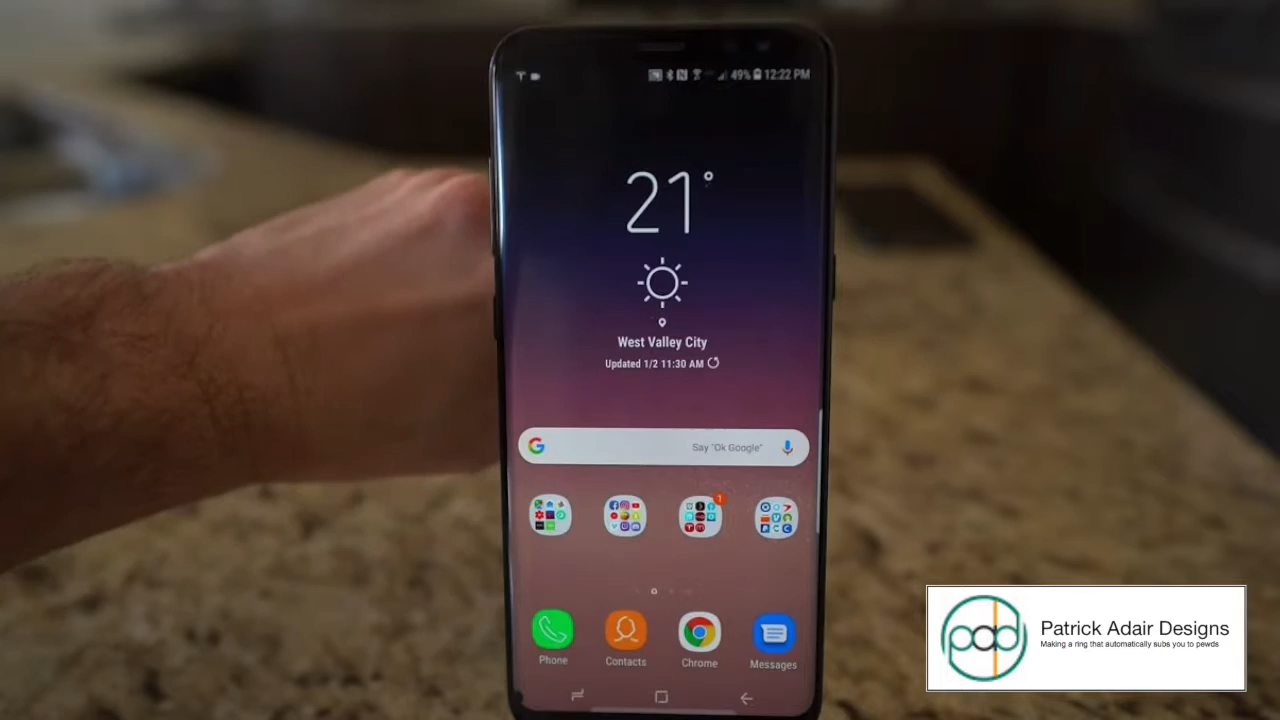 49% 12:22 PM
21°
West Valley City
Updated 1/2 11:30 AM
Say "Ok Google"
1
Phone
Contacts
Chrome
Messages
pad
Patrick Adair Designs
Making a ring that automatically subs you to pewds